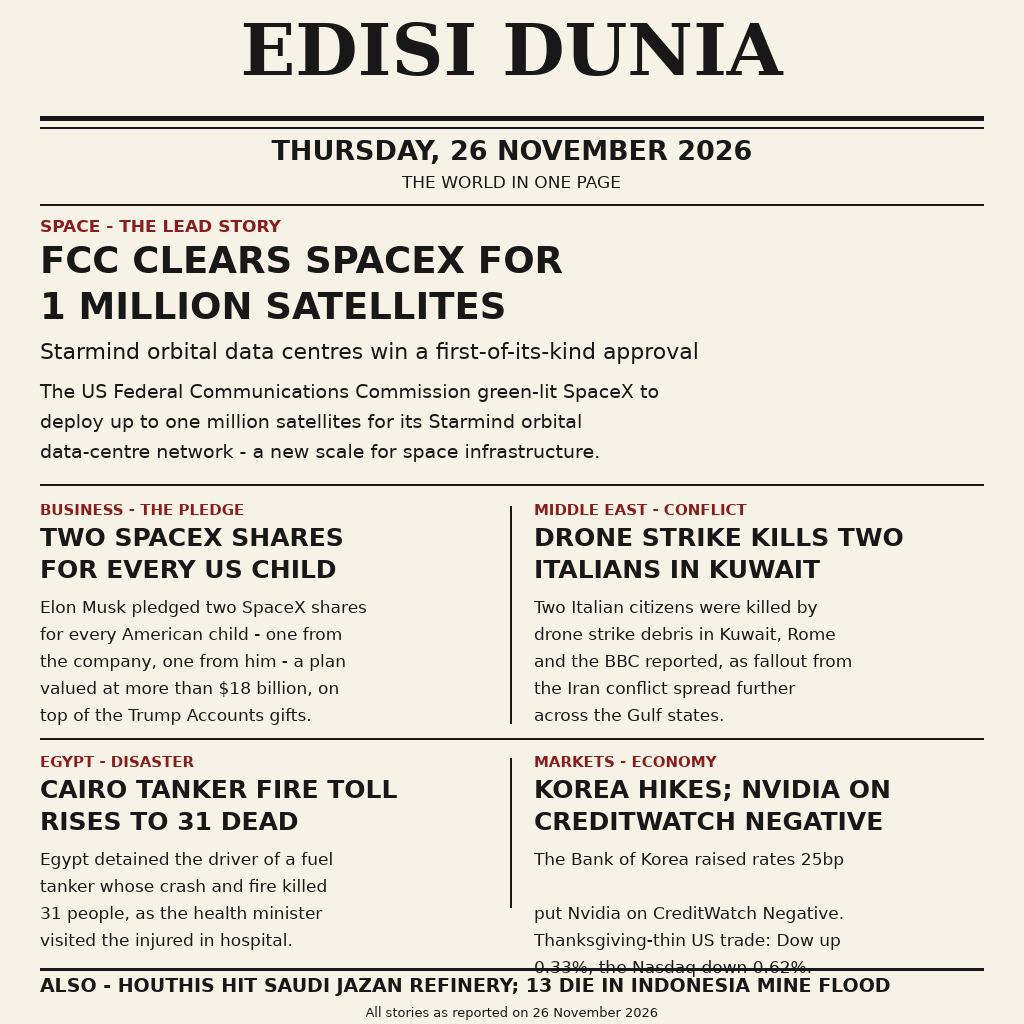 EDISI DUNIA
THURSDAY, 26 NOVEMBER 2026
THE WORLD IN ONE PAGE
SPACE - THE LEAD STORY
FCC CLEARS SPACEX FOR
1 MILLION SATELLITES
Starmind orbital data centres win a first-of-its-kind approval
The US Federal Communications Commission green-lit SpaceX to
deploy up to one million satellites for its Starmind orbital
data-centre network - a new scale for space infrastructure.
BUSINESS - THE PLEDGE
TWO SPACEX SHARES
FOR EVERY US CHILD
Elon Musk pledged two SpaceX shares
for every American child - one from
the company, one from him - a plan
valued at more than $18 billion, on
top of the Trump Accounts gifts.
MIDDLE EAST - CONFLICT
DRONE STRIKE KILLS TWO
ITALIANS IN KUWAIT
Two Italian citizens were killed by
drone strike debris in Kuwait, Rome
and the BBC reported, as fallout from
the Iran conflict spread further
across the Gulf states.
EGYPT - DISASTER
CAIRO TANKER FIRE TOLL
RISES TO 31 DEAD
Egypt detained the driver of a fuel
tanker whose crash and fire killed
31 people, as the health minister
visited the injured in hospital.
MARKETS - ECONOMY
KOREA HIKES; NVIDIA ON
CREDITWATCH NEGATIVE
The Bank of Korea raised rates 25bp
put Nvidia on CreditWatch Negative.
Thanksgiving-thin US trade: Dow up
0.33%, the Nasdaq down 0.62%.
ALSO - HOUTHIS HIT SAUDI JAZAN REFINERY; 13 DIE IN INDONESIA MINE FLOOD
All stories as reported on 26 November 2026